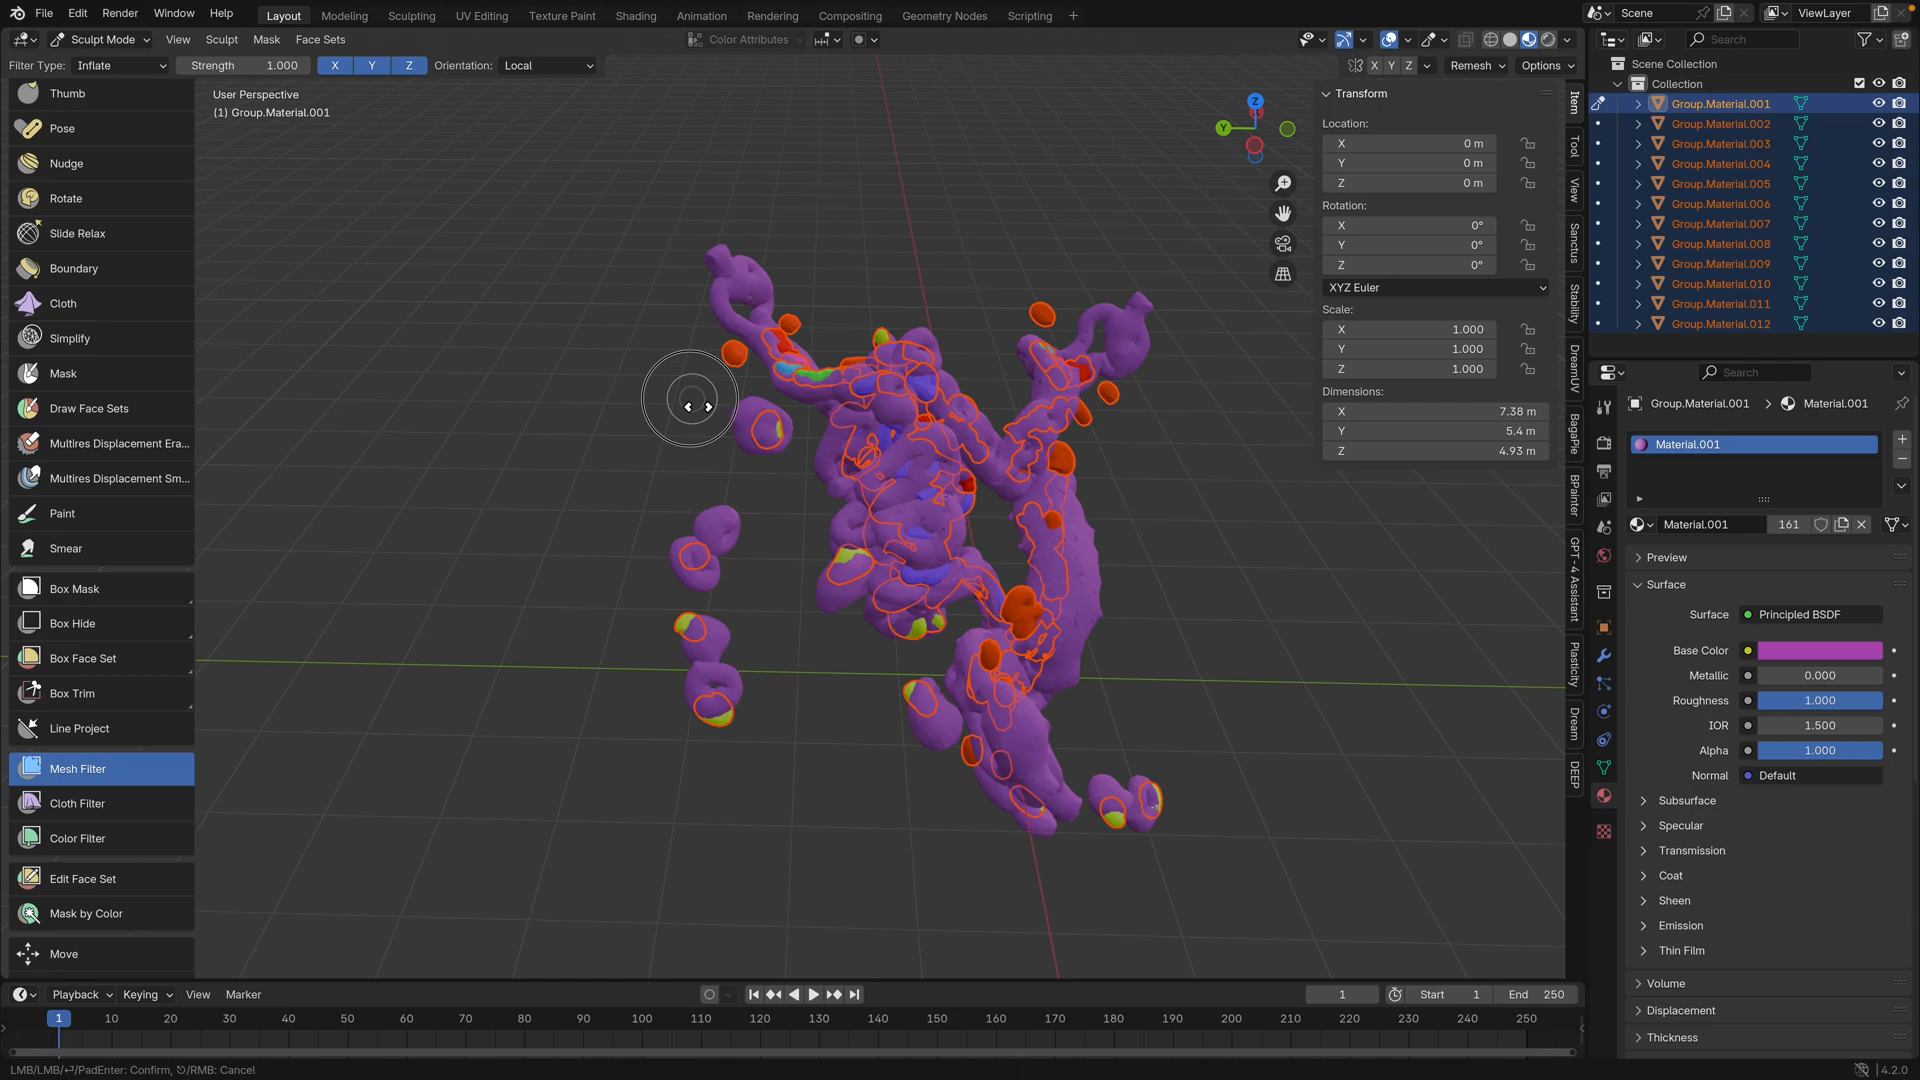 File Edit Render Window Help Layout Modeling Sculpting UV Editing Texture Paint Shading Animation Rendering Compositing Geometry Nodes Scripting + Scene ViewLayer
Sculpt Mode View Sculpt Mask Face Sets Color Attributes Search
Filter Type: Inflate Strength 1.000 X Y Z Orientation: Local X Y Z Remesh Options
User Perspective
(1) Group.Material.001
Thumb
Pose
Nudge
Rotate
Slide Relax
Boundary
Cloth
Simplify
Mask
Draw Face Sets
Multires Displacement Era...
Multires Displacement Sm...
Paint
Smear
Box Mask
Box Hide
Box Face Set
Box Trim
Line Project
Mesh Filter
Cloth Filter
Color Filter
Edit Face Set
Mask by Color
Move
Z
Y
Transform
Location:
X 0 m
Y 0 m
Z 0 m
Rotation:
X 0°
Y 0°
Z 0°
XYZ Euler
Scale:
X 1.000
Y 1.000
Z 1.000
Dimensions:
X 7.38 m
Y 5.4 m
Z 4.93 m
Item
Tool
View
Sanctus
Stability
DreamUV
BagaPie
BPainter
GPT-4 Assistant
Plasticity
Dream
DEEP
Scene Collection
Collection
Group.Material.001
Group.Material.002
Group.Material.003
Group.Material.004
Group.Material.005
Group.Material.006
Group.Material.007
Group.Material.008
Group.Material.009
Group.Material.010
Group.Material.011
Group.Material.012
Search
Group.Material.001 > Material.001
Material.001
Material.001 161
Preview
Surface
Surface Principled BSDF
Base Color
Metallic 0.000
Roughness 1.000
IOR 1.500
Alpha 1.000
Normal Default
Subsurface
Specular
Transmission
Coat
Sheen
Emission
Thin Film
Volume
Displacement
Thickness
Playback Keying View Marker 1 Start 1 End 250
1 10 20 30 40 50 60 70 80 90 100 110 120 130 140 150 160 170 180 190 200 210 220 230 240 250
LMB/LMB/⏎/PadEnter: Confirm, ⎋/RMB: Cancel 4.2.0